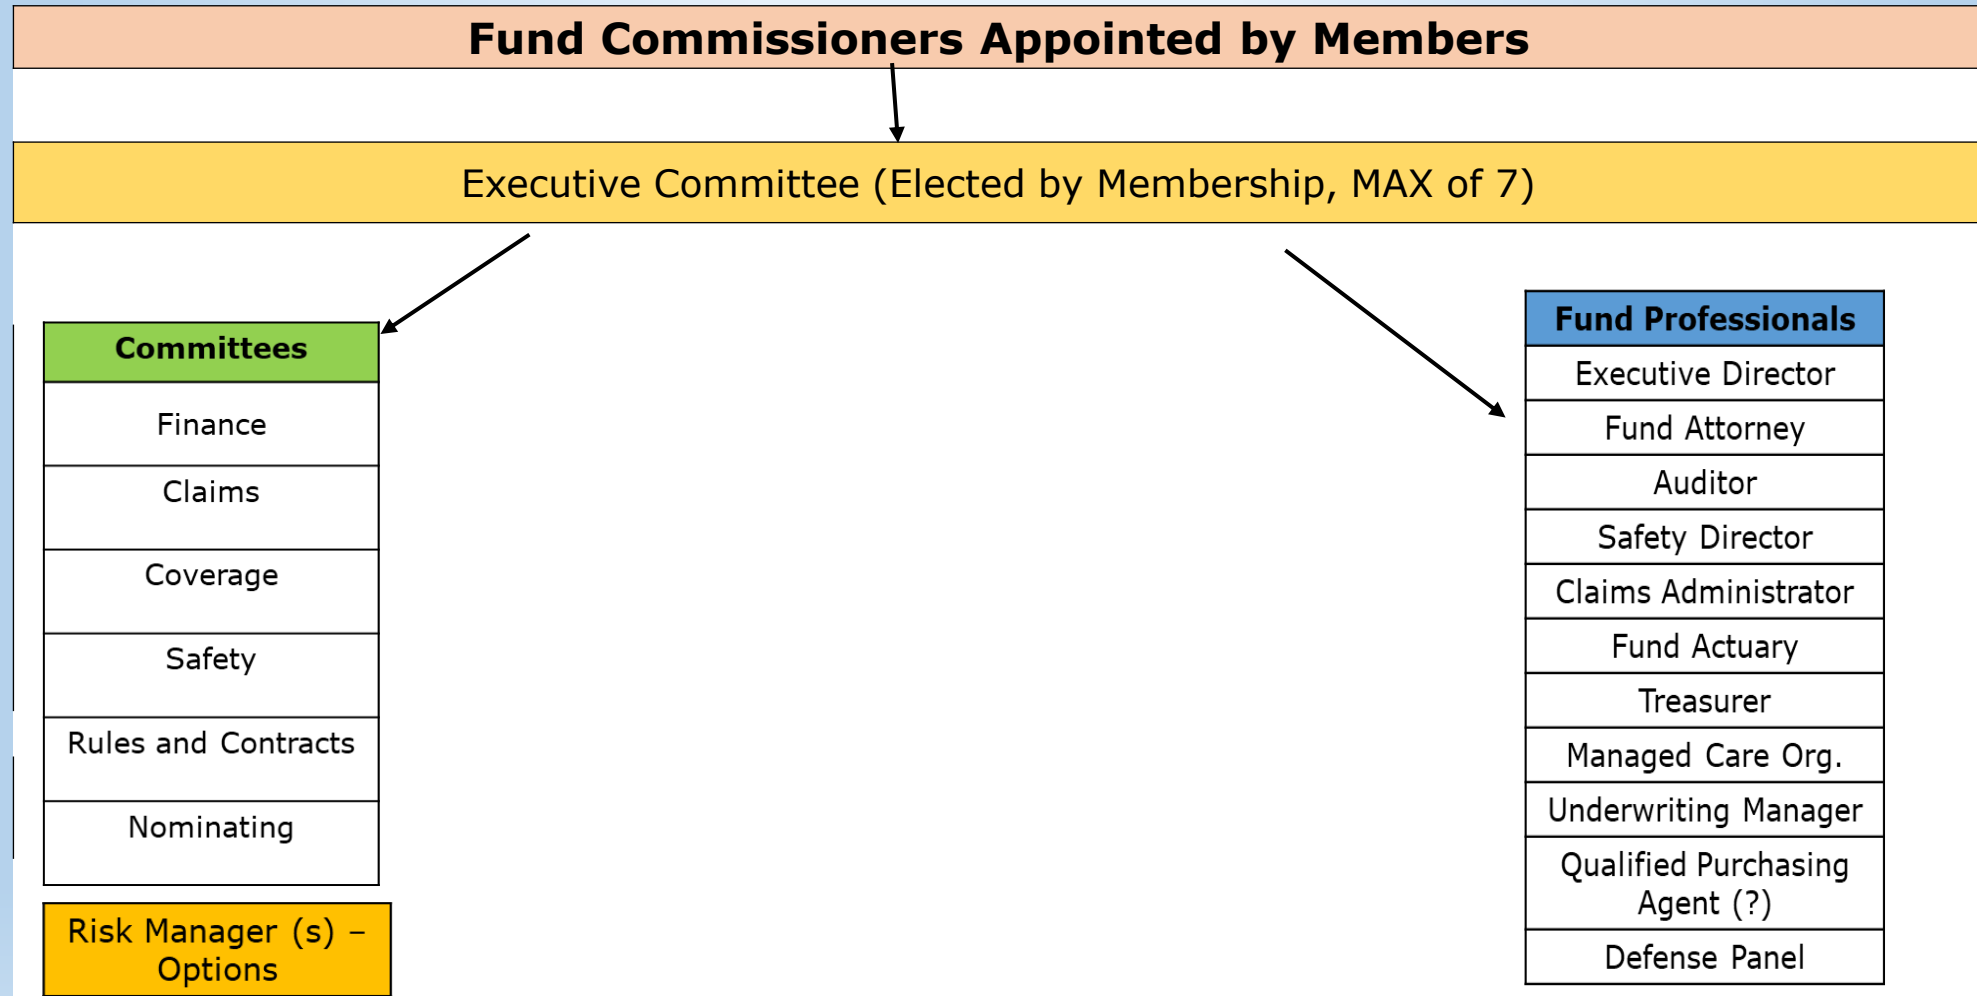 Fund Commissioners Appointed by Members
Executive Committee (Elected by Membership, MAX of 7)
Committees
Finance
Claims
Coverage
Safety
Rules and Contracts
Nominating
Risk Manager (s) –
Options
Fund Professionals
Executive Director
Fund Attorney
Auditor
Safety Director
Claims Administrator
Fund Actuary
Treasurer
Managed Care Org.
Underwriting Manager
Qualified Purchasing
Agent (?)
Defense Panel